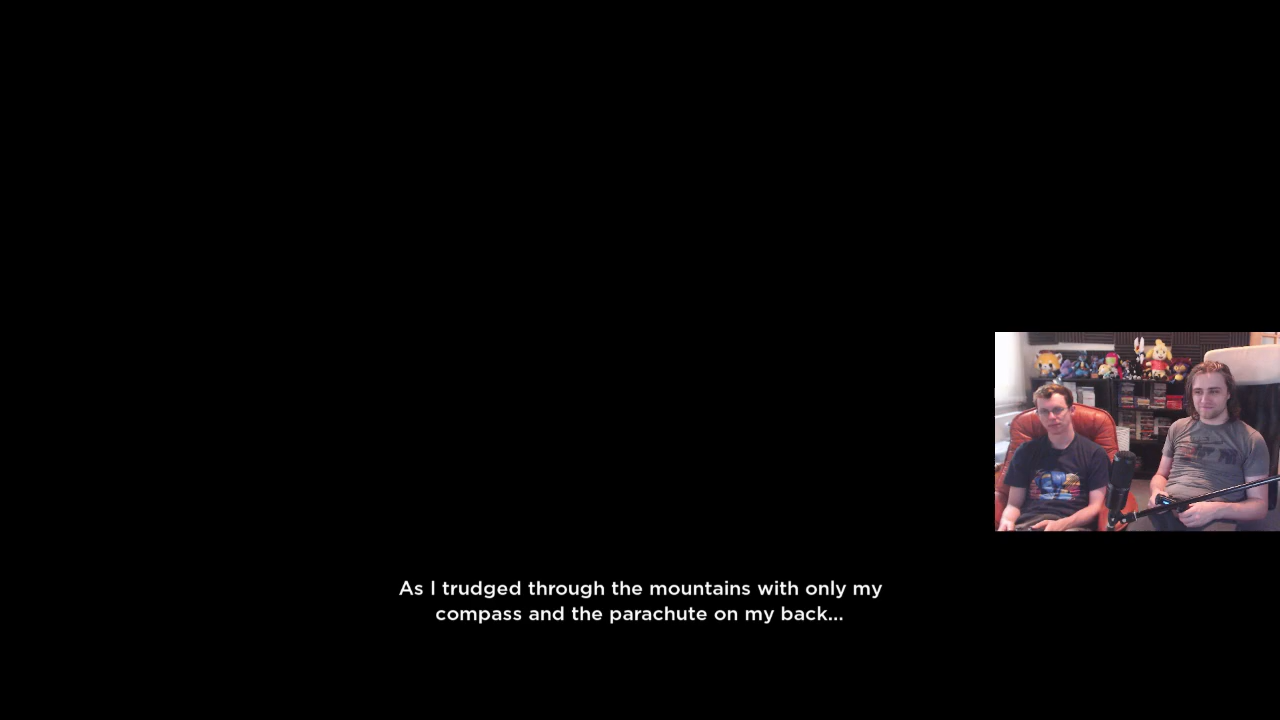 As I trudged through the mountains with only my
compass and the parachute on my back...